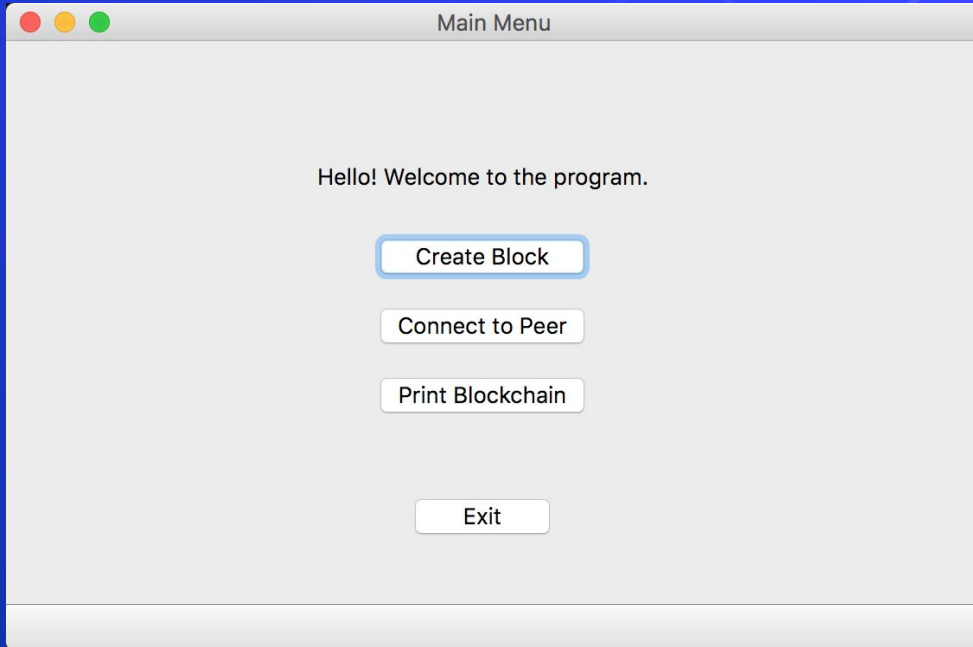 Main Menu
Hello! Welcome to the program.
Create Block
Connect to Peer
Print Blockchain
Exit